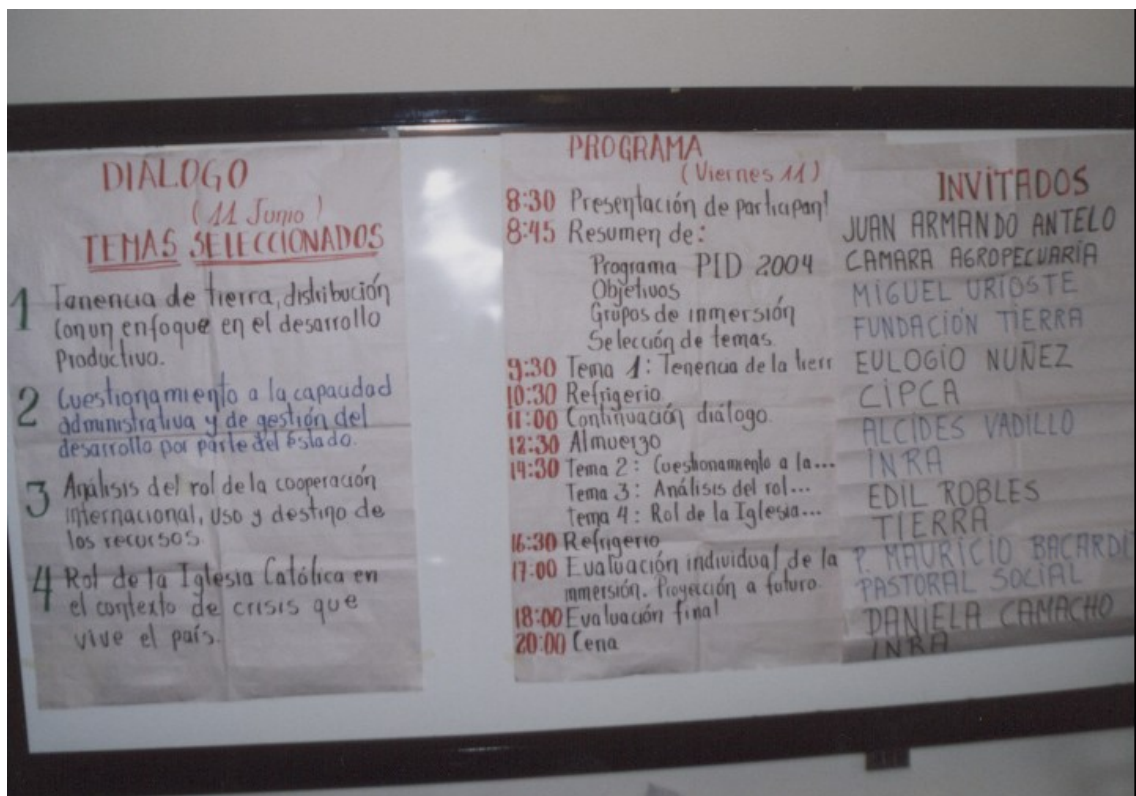 DIÁLOGO
(11 Junio)
TEMAS SELECCIONADOS
1 Tanencia de tierra, distribución
con un enfoque en el desarrollo
Productivo.
2 Cuestionamiento a la capacidad
administrativa y de gestión del
desarrollo por parte del estado.
3 Análisis del rol de la cooperación
internacional, uso y destino de
los recursos
4 Rol de la Iglesia Católica en
el contexto de crisis que
vive el país.
PROGRAMA
(Viernes 11)
8:30 Presentación de participant
8:45 Resumen de:
Programa PID 2004
Objetivos
Grupos de inmersión
Selección de temas
9:30 Tema 1: Tenencia de la tierr
10:30 Refrigerio
11:00 Continuación diálogo.
12:30 Almuerzo
14:30 Tema 2: Cuestionamiento a la...
Tema 3: Análisis del rol...
Tema 4: Rol de la Iglesia...
16:30 Refrigerio
17:00 Evaluación individual de la
inmersión. Proyección a futuro.
18:00 Evaluación final
20:00 Cena
INVITADOS
JUAN ARMANDO ANTELO
CAMARA AGROPECUARIA
MIGUEL URIOSTE
FUNDACIÓN TIERRA
EULOGIO NUÑEZ
CIPCA
ALCIDES VADILLO
INRA
EDIL ROBLES
TIERRA
P. MAURICIO BACARDIT
PASTORAL SOCIAL
DANIELA CAMACHO
INRA